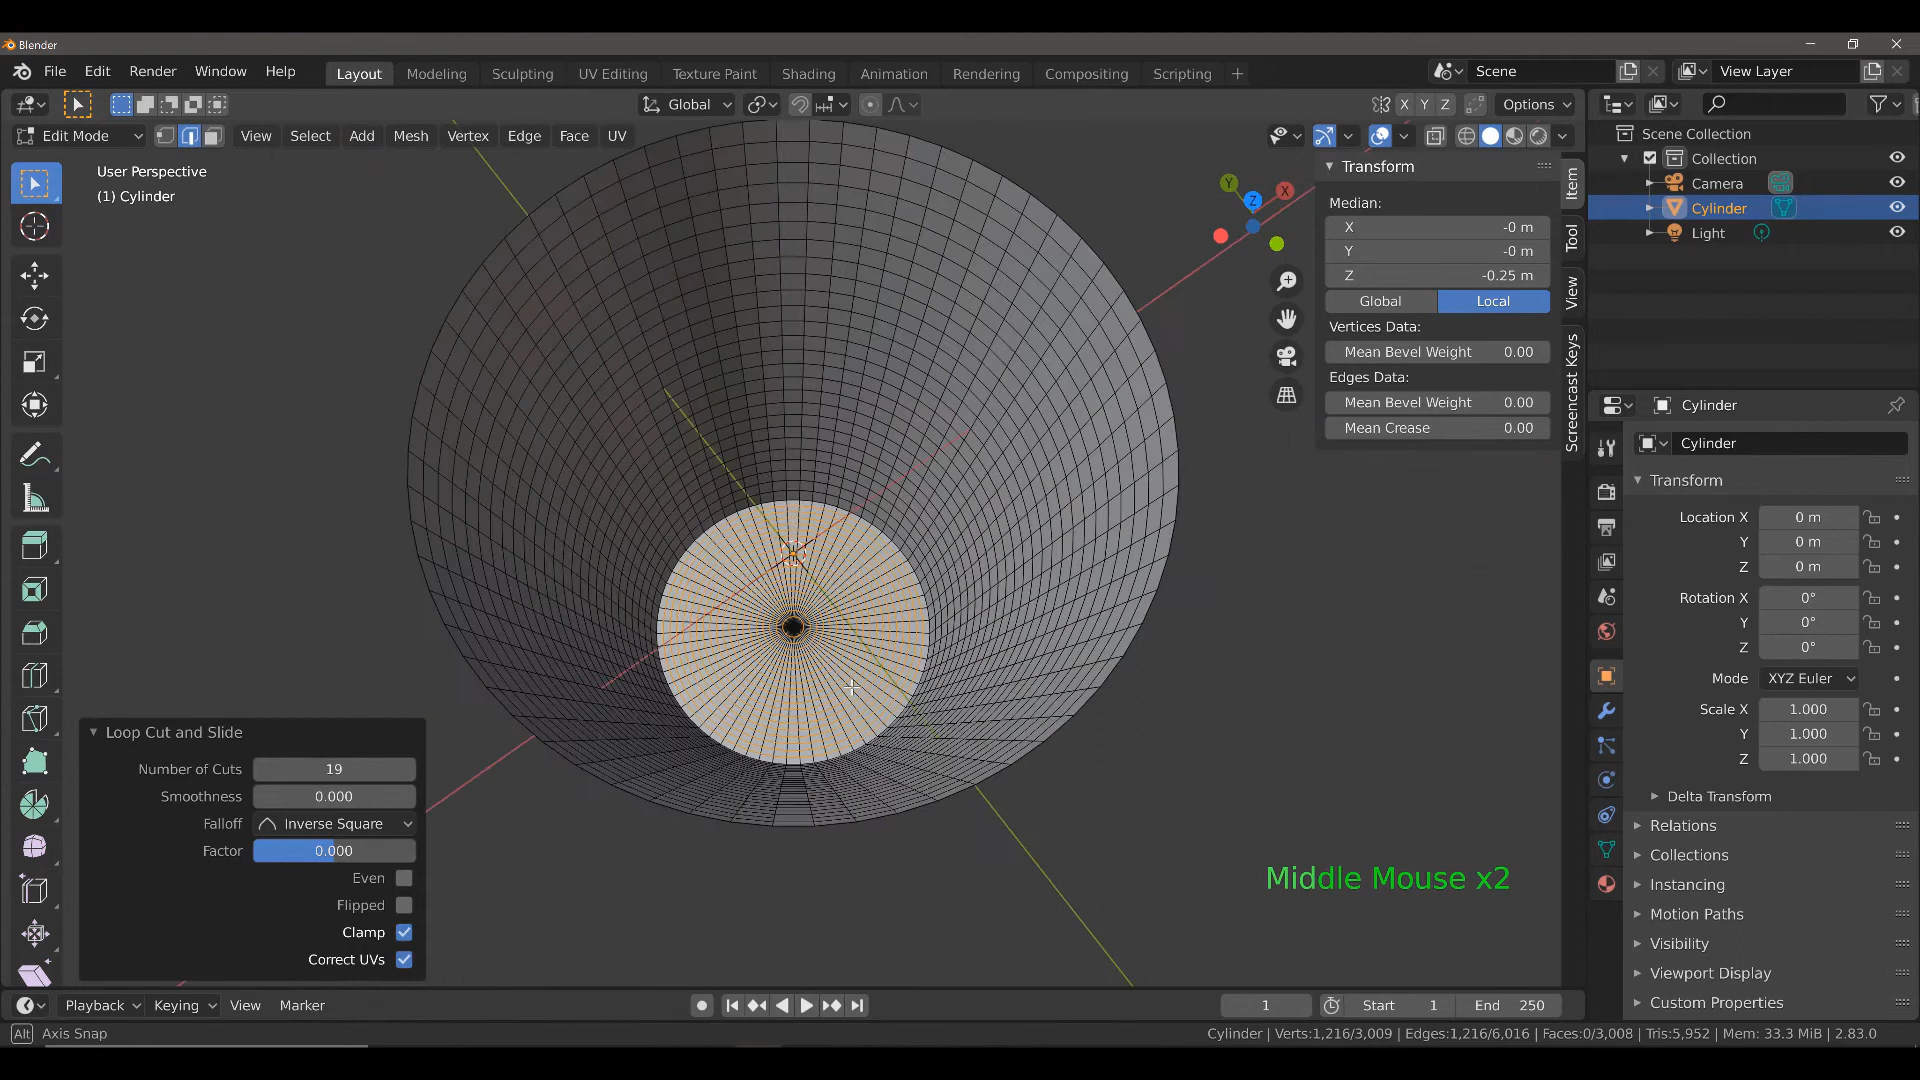 Blender
File Edit Render Window Help
Layout Modeling Sculpting UV Editing Texture Paint Shading Animation Rendering Compositing Scripting +
Scene
View Layer
Global
X Y Z
Options
Edit Mode
View Select Add Mesh Vertex Edge Face UV
User Perspective
(1) Cylinder
Y
X
Z
Transform
Median:
X -0 m
Y -0 m
Z -0.25 m
Global Local
Vertices Data:
Mean Bevel Weight 0.00
Edges Data:
Mean Bevel Weight 0.00
Mean Crease 0.00
Item
Tool
View
Screencast Keys
Scene Collection
Collection
Camera
Cylinder
Light
Cylinder
Cylinder
Transform
Location X 0 m
Y 0 m
Z 0 m
Rotation X 0°
Y 0°
Z 0°
Mode XYZ Euler
Scale X 1.000
Y 1.000
Z 1.000
Delta Transform
Relations
Collections
Instancing
Motion Paths
Visibility
Viewport Display
Custom Properties
Loop Cut and Slide
Number of Cuts 19
Smoothness 0.000
Falloff Inverse Square
Factor 0.000
Even
Flipped
Clamp
Correct UVs
Middle Mouse x2
Playback Keying View Marker
1
Start 1 End 250
Alt Axis Snap
Cylinder | Verts:1,216/3,009 | Edges:1,216/6,016 | Faces:0/3,008 | Tris:5,952 | Mem: 33.3 MiB | 2.83.0